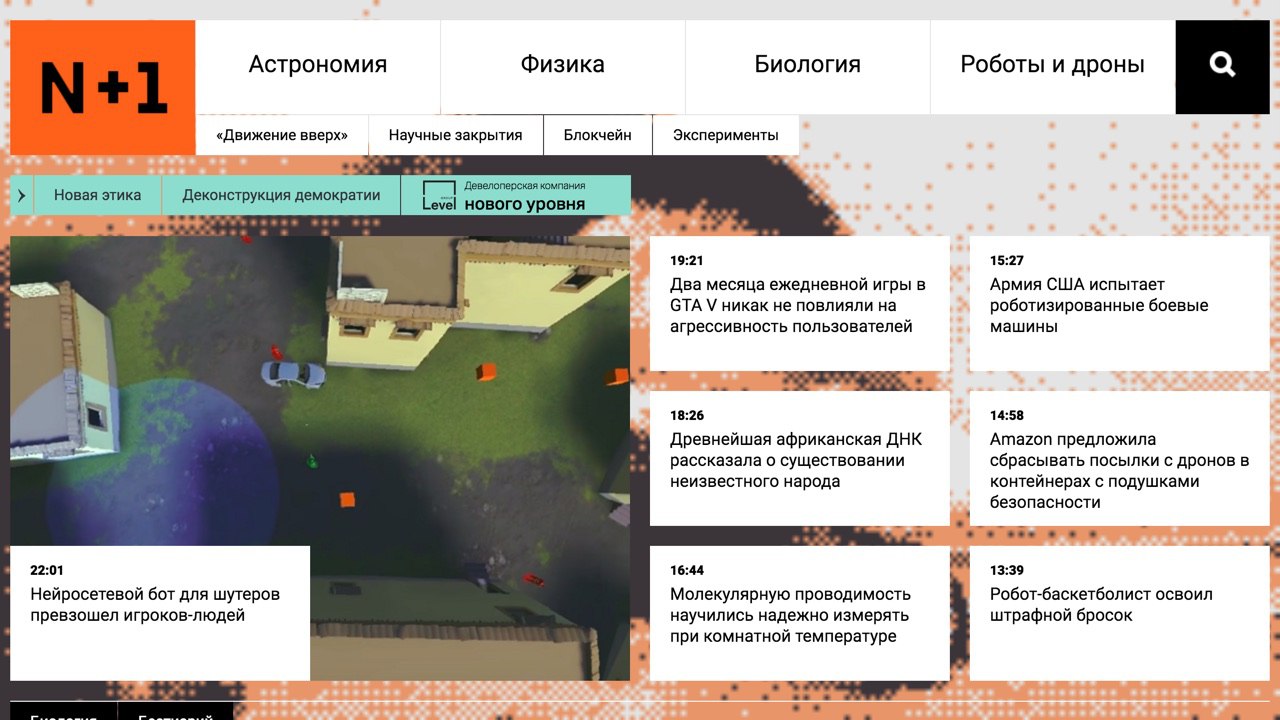 N+1
Астрономия
Физика
Биология
Роботы и дроны
«Движение вверх»
Научные закрытия
Блокчейн
Эксперименты
Новая этика
Деконструкция демократии
Level
Девелоперская компания
нового уровня
22:01
Нейросетевой бот для шутеров
превзошел игроков-людей
19:21
Два месяца ежедневной игры в
GTA V никак не повлияли на
агрессивность пользователей
15:27
Армия США испытает
роботизированные боевые
машины
18:26
Древнейшая африканская ДНК
рассказала о существовании
неизвестного народа
14:58
Amazon предложила
сбрасывать посылки с дронов в
контейнерах с подушками
безопасности
16:44
Молекулярную проводимость
научились надежно измерять
при комнатной температуре
13:39
Робот-баскетболист освоил
штрафной бросок
Биология
Бестиарий